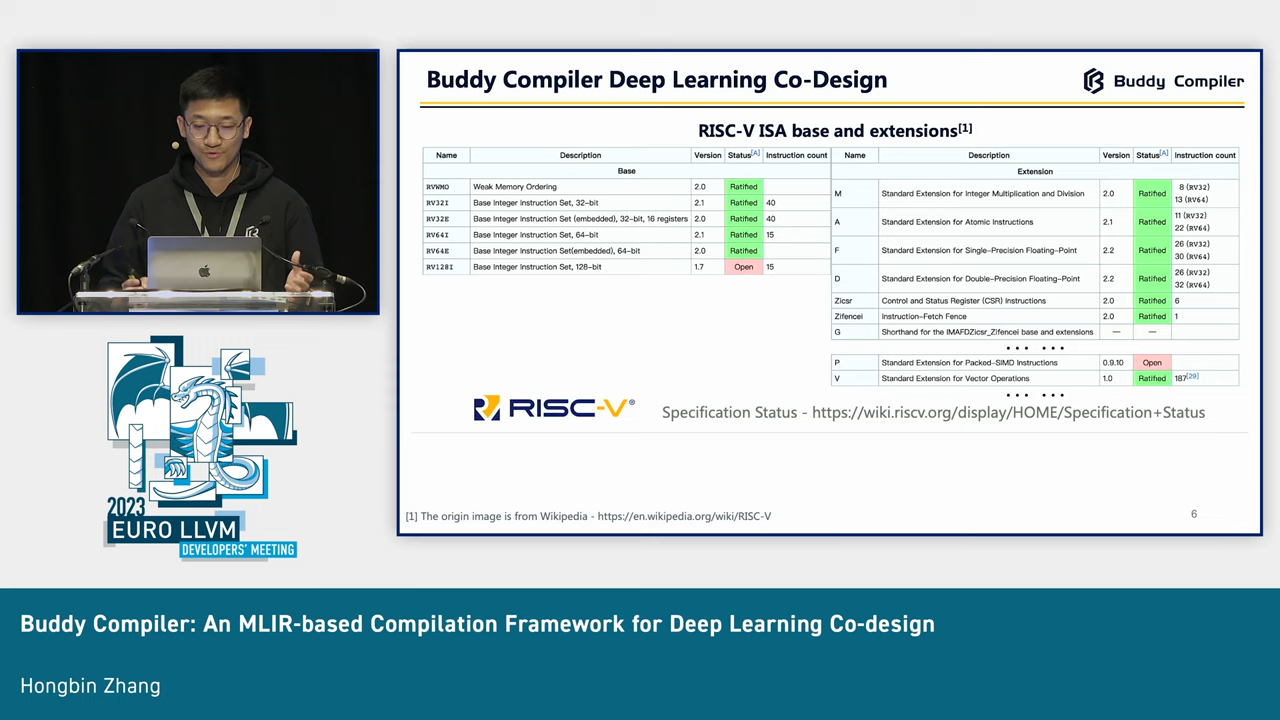 Buddy Compiler Deep Learning Co-Design
Buddy Compiler
RISC-V ISA base and extensions[1]
Name Description Version Status[A] Instruction count
Base
RVWMO Weak Memory Ordering 2.0 Ratified
RV32I Base Integer Instruction Set, 32-bit 2.1 Ratified 40
RV32E Base Integer Instruction Set (embedded), 32-bit, 16 registers 2.0 Ratified 40
RV64I Base Integer Instruction Set, 64-bit 2.1 Ratified 15
RV64E Base Integer Instruction Set(embedded), 64-bit 2.0 Ratified
RV128I Base Integer Instruction Set, 128-bit 1.7 Open 15
Name Description Version Status[A] Instruction count
Extension
M Standard Extension for Integer Multiplication and Division 2.0 Ratified 8 (RV32)
13 (RV64)
A Standard Extension for Atomic Instructions 2.1 Ratified 11 (RV32)
22 (RV64)
F Standard Extension for Single-Precision Floating-Point 2.2 Ratified 26 (RV32)
30 (RV64)
D Standard Extension for Double-Precision Floating-Point 2.2 Ratified 26 (RV32)
32 (RV64)
Zicsr Control and Status Register (CSR) Instructions 2.0 Ratified 6
Zifencei Instruction-Fetch Fence 2.0 Ratified 1
G Shorthand for the IMAFDZicsr_Zifencei base and extensions — —
••• •••
P Standard Extension for Packed-SIMD Instructions 0.9.10 Open
V Standard Extension for Vector Operations 1.0 Ratified 187[29]
••• •••
RISC-V®
Specification Status - https://wiki.riscv.org/display/HOME/Specification+Status
[1] The origin image is from Wikipedia - https://en.wikipedia.org/wiki/RISC-V
6
2023
EURO LLVM
DEVELOPERS' MEETING
Buddy Compiler: An MLIR-based Compilation Framework for Deep Learning Co-design
Hongbin Zhang